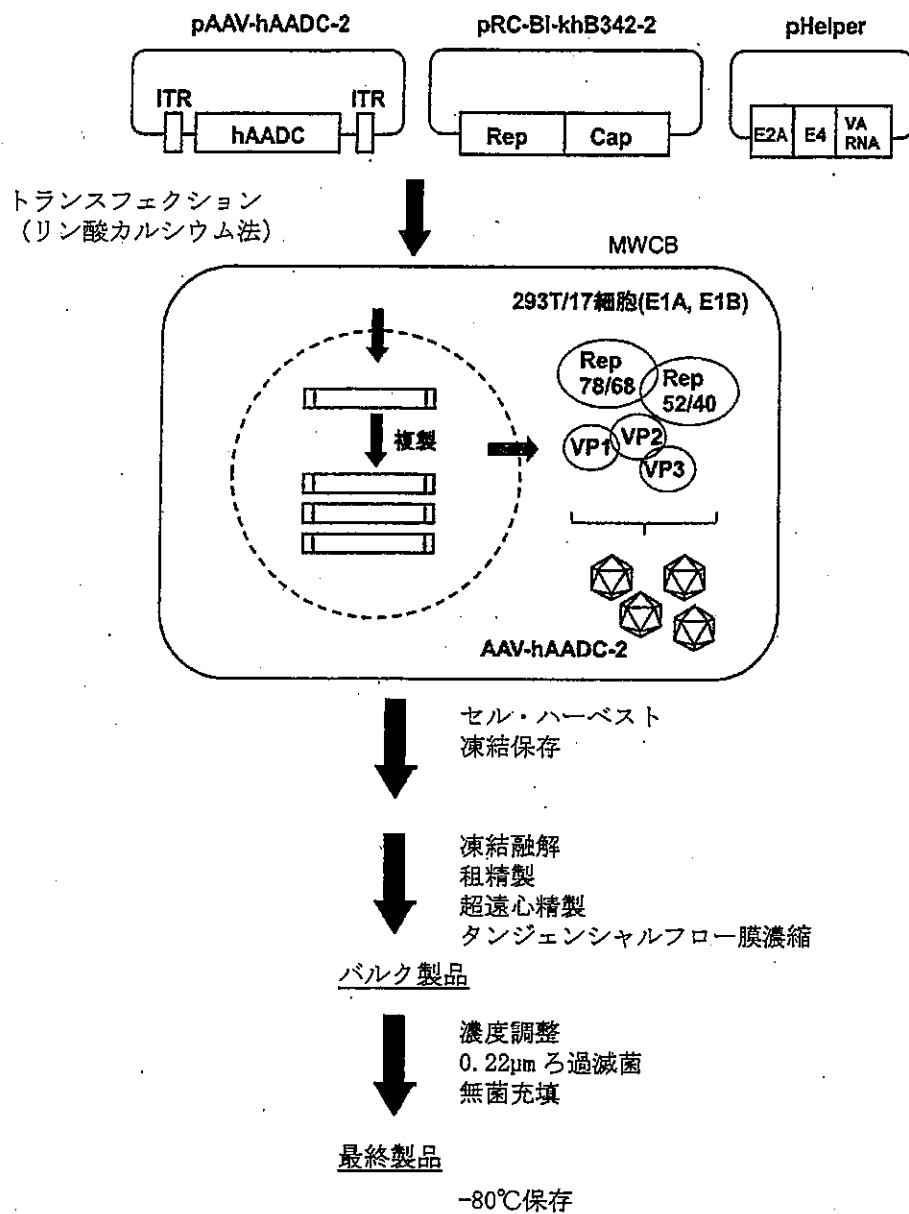 pAAV-hAADC-2
pRC-BI-khB342-2
pHelper
ITR
ITR
hAADC
Rep
Cap
E2A
E4
VA
RNA
トランスフェクション
(リン酸カルシウム法)
MWCB
293T/17細胞(E1A, E1B)
Rep
78/68
Rep
52/40
複製
VP1
VP2
VP3
AAV-hAADC-2
セル・ハーベスト
凍結保存
凍結融解
粗精製
超遠心精製
タンジェンシャルフロー膜濃縮
バルク製品
濃度調整
0.22μm ろ過滅菌
無菌充填
最終製品
-80℃保存